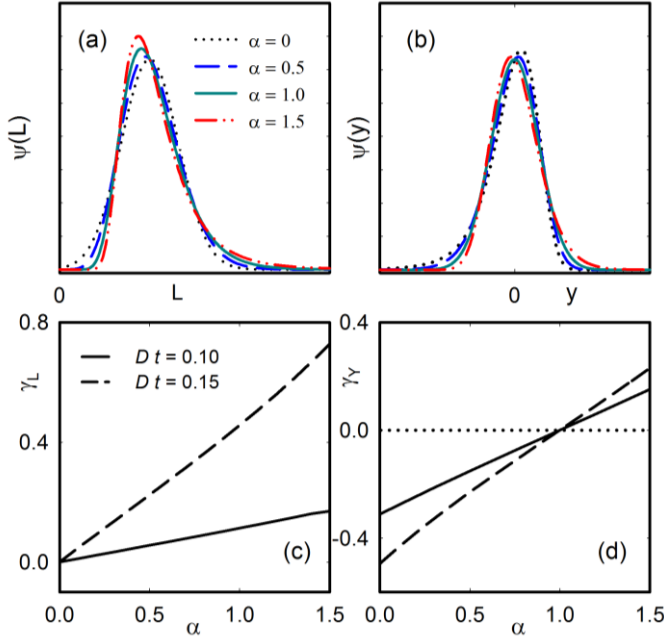 (a)
α = 0
α = 0.5
α = 1.0
α = 1.5
ψ(L)
0
L
(b)
ψ(y)
0
y
0.8
0.4
0.0
γL
D t = 0.10
D t = 0.15
(c)
0.0
0.5
1.0
1.5
α
0.4
0.0
-0.4
γY
(d)
0.0
0.5
1.0
1.5
α